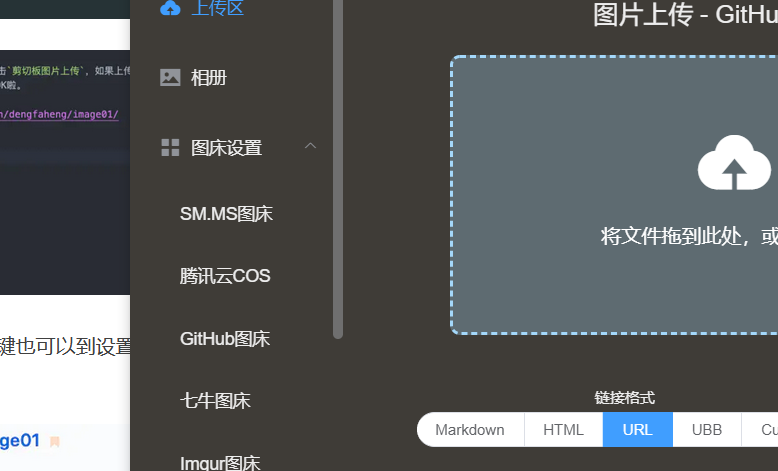 击`剪切板图片上传`，如果上传
OK啦。
n/dengfaheng/image01/
键也可以到设置
age01
上传区
相册
图床设置
SM.MS图床
腾讯云COS
GitHub图床
七牛图床
Imgur图床
图片上传 - GitHu
将文件拖到此处，或
链接格式
Markdown HTML URL UBB Cu